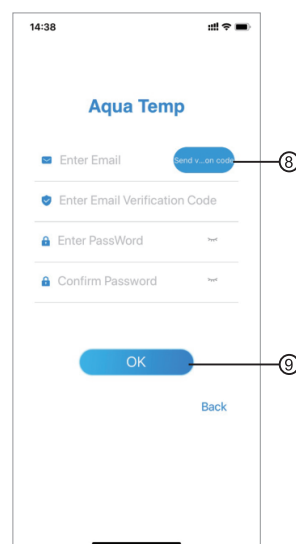 14:38
Aqua Temp
Enter Email
Send v...on code
⑧
Enter Email Verification Code
Enter PassWord
Confirm Password
OK
⑨
Back